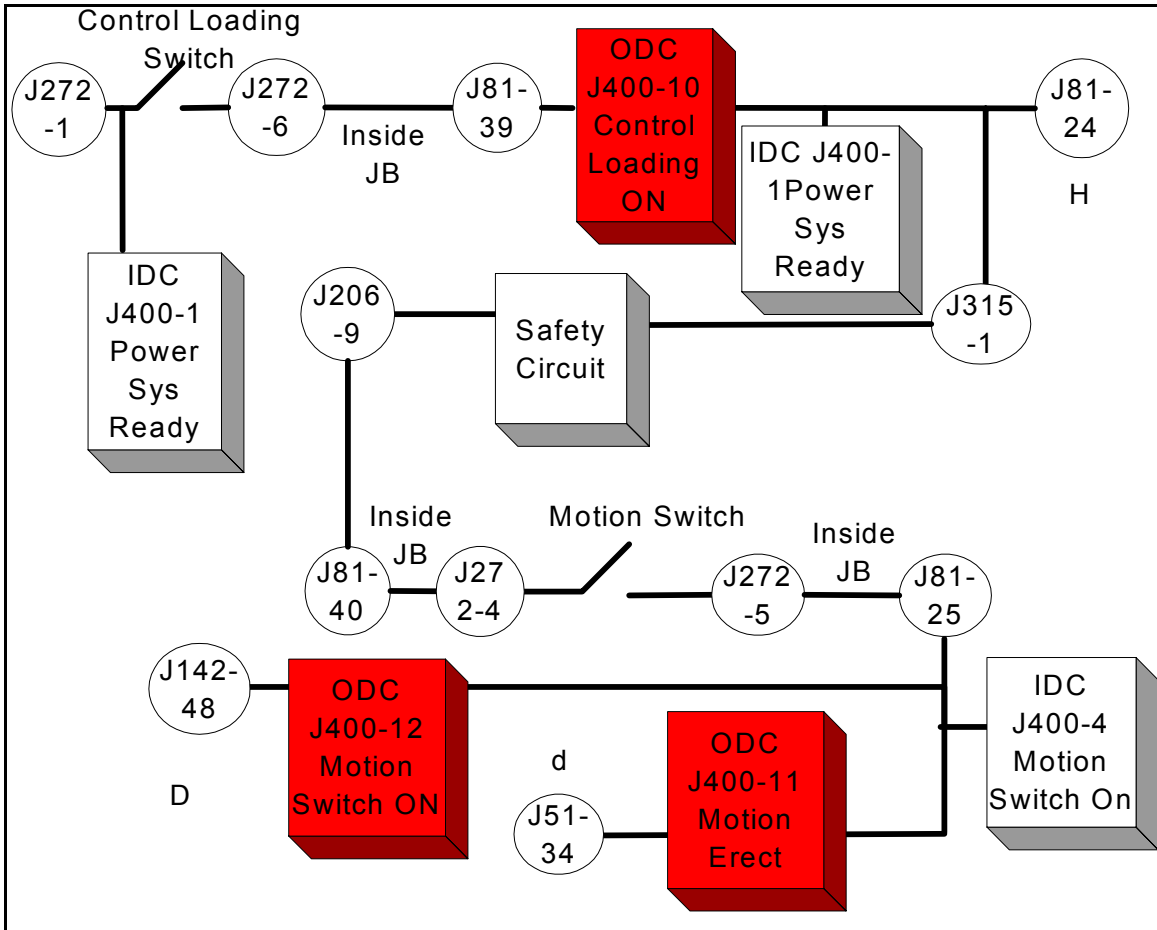 Control Loading
Switch
J272
-1
J272
-6
Inside
JB
J81-
39
ODC
J400-10
Control
Loading
ON
IDC J400-
1Power
Sys
Ready
J81-
24
H
IDC
J400-1
Power
Sys
Ready
J206
-9
Safety
Circuit
J315
-1
Inside
JB
J81-
40
J27
2-4
Motion Switch
J272
-5
Inside
JB
J81-
25
J142-
48
D
ODC
J400-12
Motion
Switch ON
d
J51-
34
ODC
J400-11
Motion
Erect
IDC
J400-4
Motion
Switch On